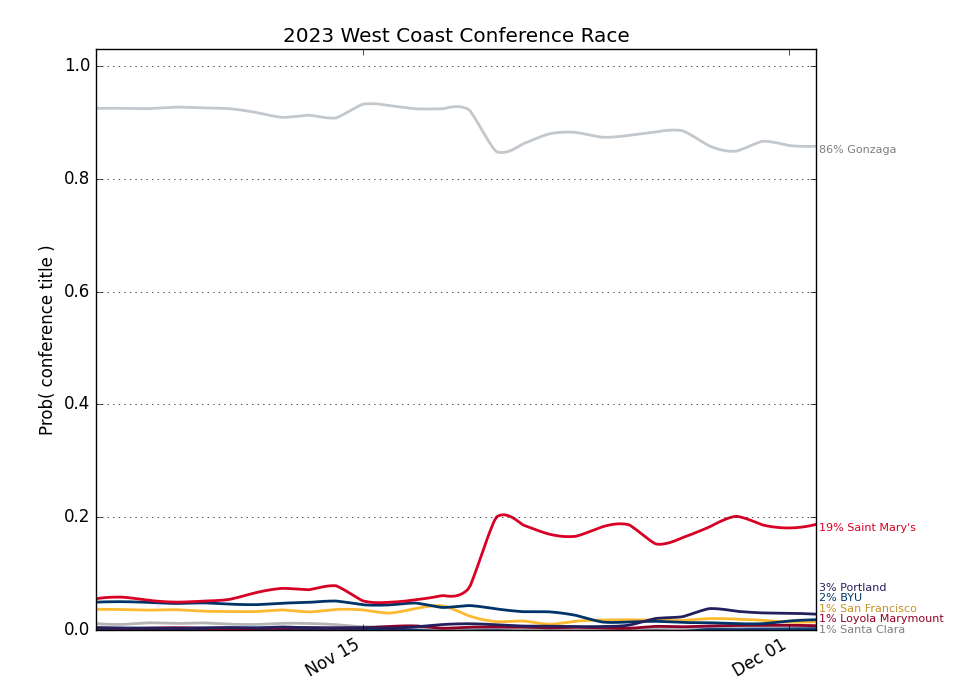 2023 West Coast Conference Race
Prob( conference title )
1.0
0.8
0.6
0.4
0.2
0.0
Nov 15
Dec 01
86% Gonzaga
19% Saint Mary's
3% Portland
2% BYU
1% San Francisco
1% Loyola Marymount
1% Santa Clara